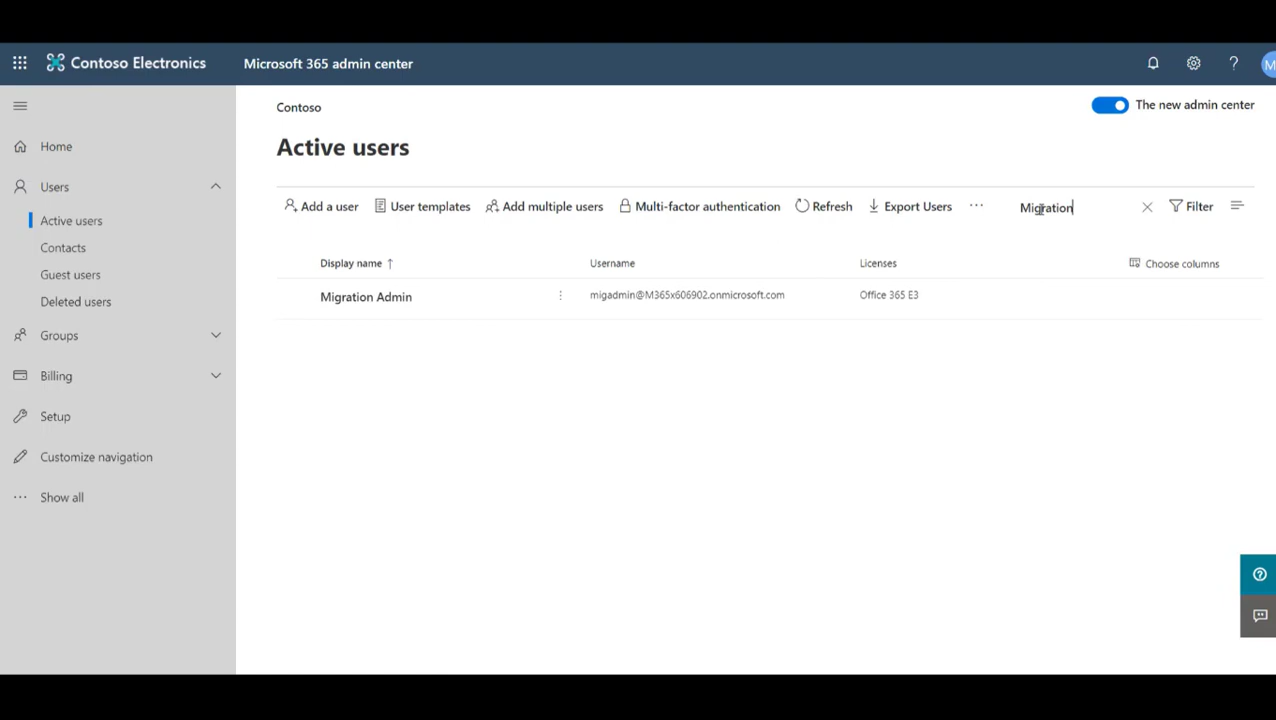 Contoso Electronics
Microsoft 365 admin center
?
M
Contoso
The new admin center
Home
Active users
Users
Add a user
User templates
Add multiple users
Multi-factor authentication
Refresh
Export Users
...
Migration
Filter
Active users
Contacts
Guest users
Deleted users
Groups
Billing
Setup
Customize navigation
... Show all
Display name ↑
Username
Licenses
Choose columns
Migration Admin
migadmin@M365x606902.onmicrosoft.com
Office 365 E3